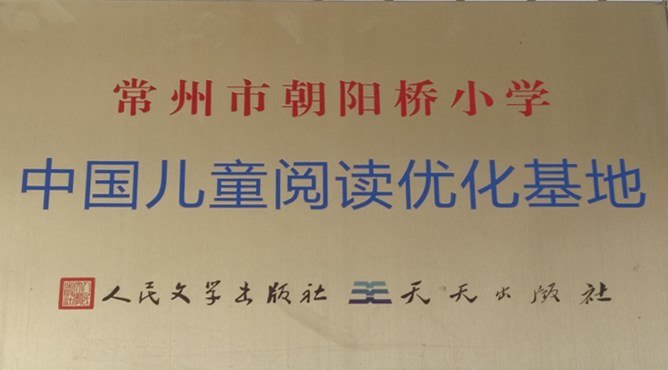 常州市朝阳桥小学
中国儿童阅读优化基地
人民文学出版社 天天出版社